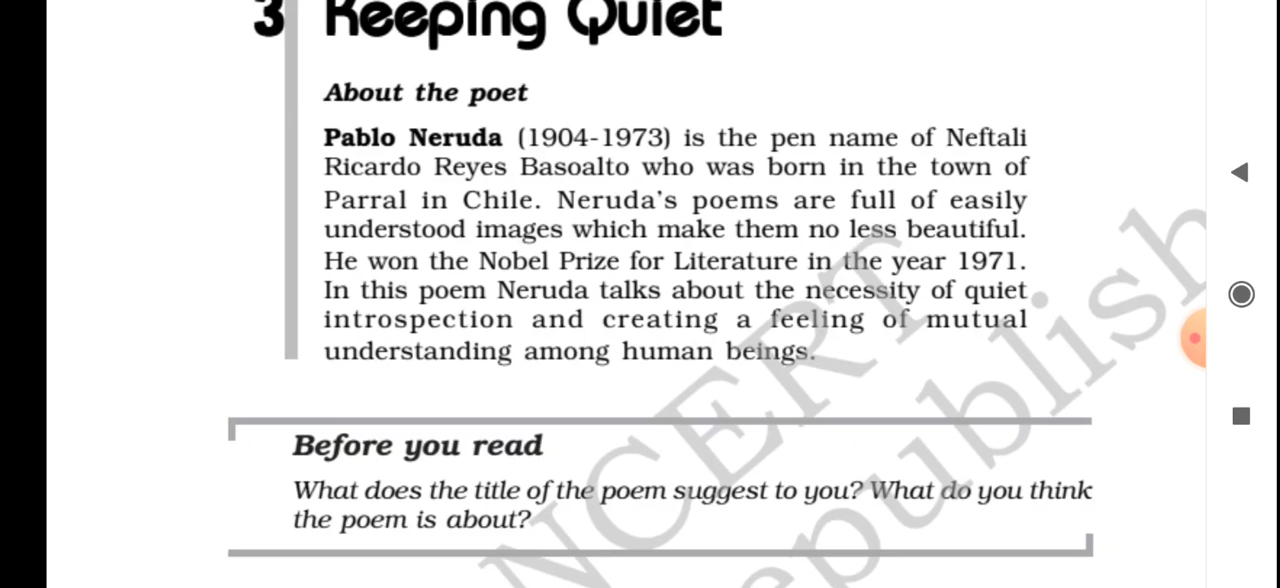 3 Keeping Quiet
About the poet
Pablo Neruda (1904-1973) is the pen name of Neftali
Ricardo Reyes Basoalto who was born in the town of
Parral in Chile. Neruda's poems are full of easily
understood images which make them no less beautiful.
He won the Nobel Prize for Literature in the year 1971.
In this poem Neruda talks about the necessity of quiet
introspection and creating a feeling of mutual
understanding among human beings.
Before you read
What does the title of the poem suggest to you? What do you think
the poem is about?
NCERT
republish